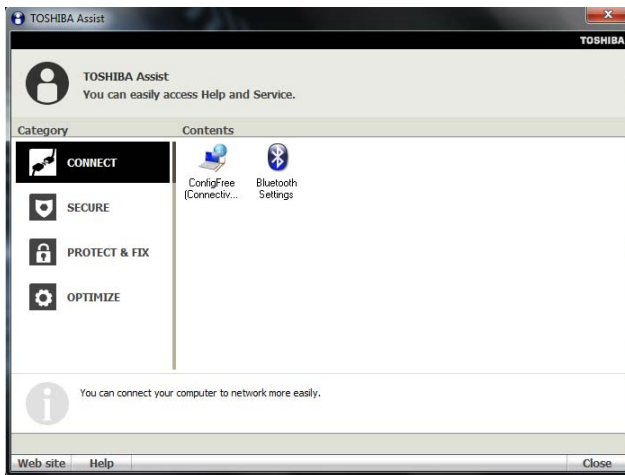 TOSHIBA Assist
TOSHIBA
TOSHIBA Assist
You can easily access Help and Service.
Category
Contents
CONNECT
SECURE
PROTECT & FIX
OPTIMIZE
ConfigFree
(Connectiv...
Bluetooth
Settings
You can connect your computer to network more easily.
Web site
Help
Close